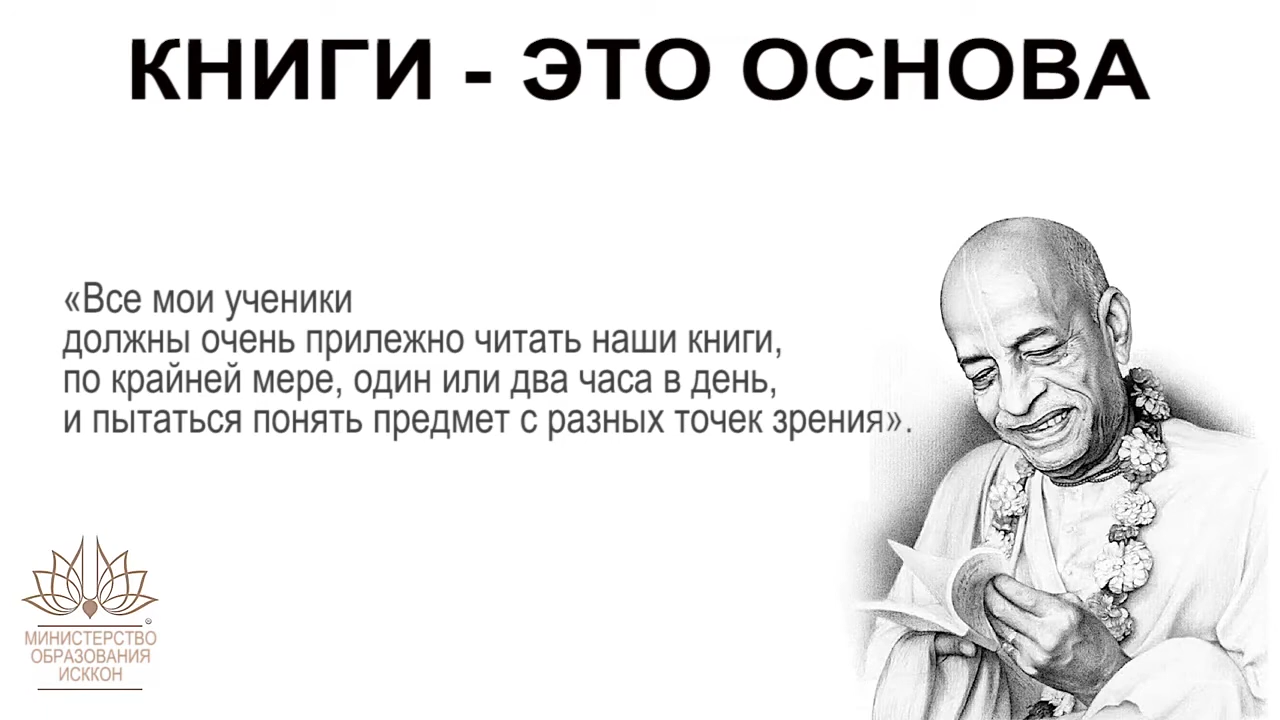 КНИГИ - ЭТО ОСНОВА
«Все мои ученики
должны очень прилежно читать наши книги,
по крайней мере, один или два часа в день,
и пытаться понять предмет с разных точек зрения».
®
МИНИСТЕРСТВО
ОБРАЗОВАНИЯ
ИСККОН